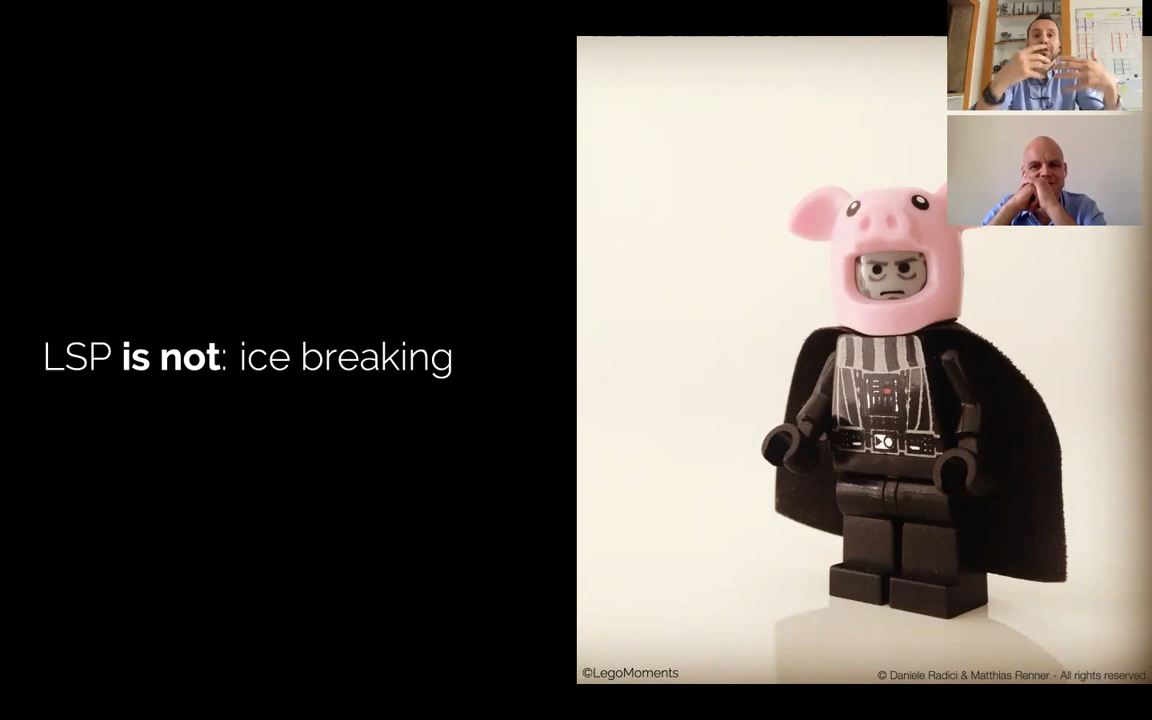 LSP is not: ice breaking
©LegoMoments
© Daniele Radici & Matthias Renner - All rights reserved